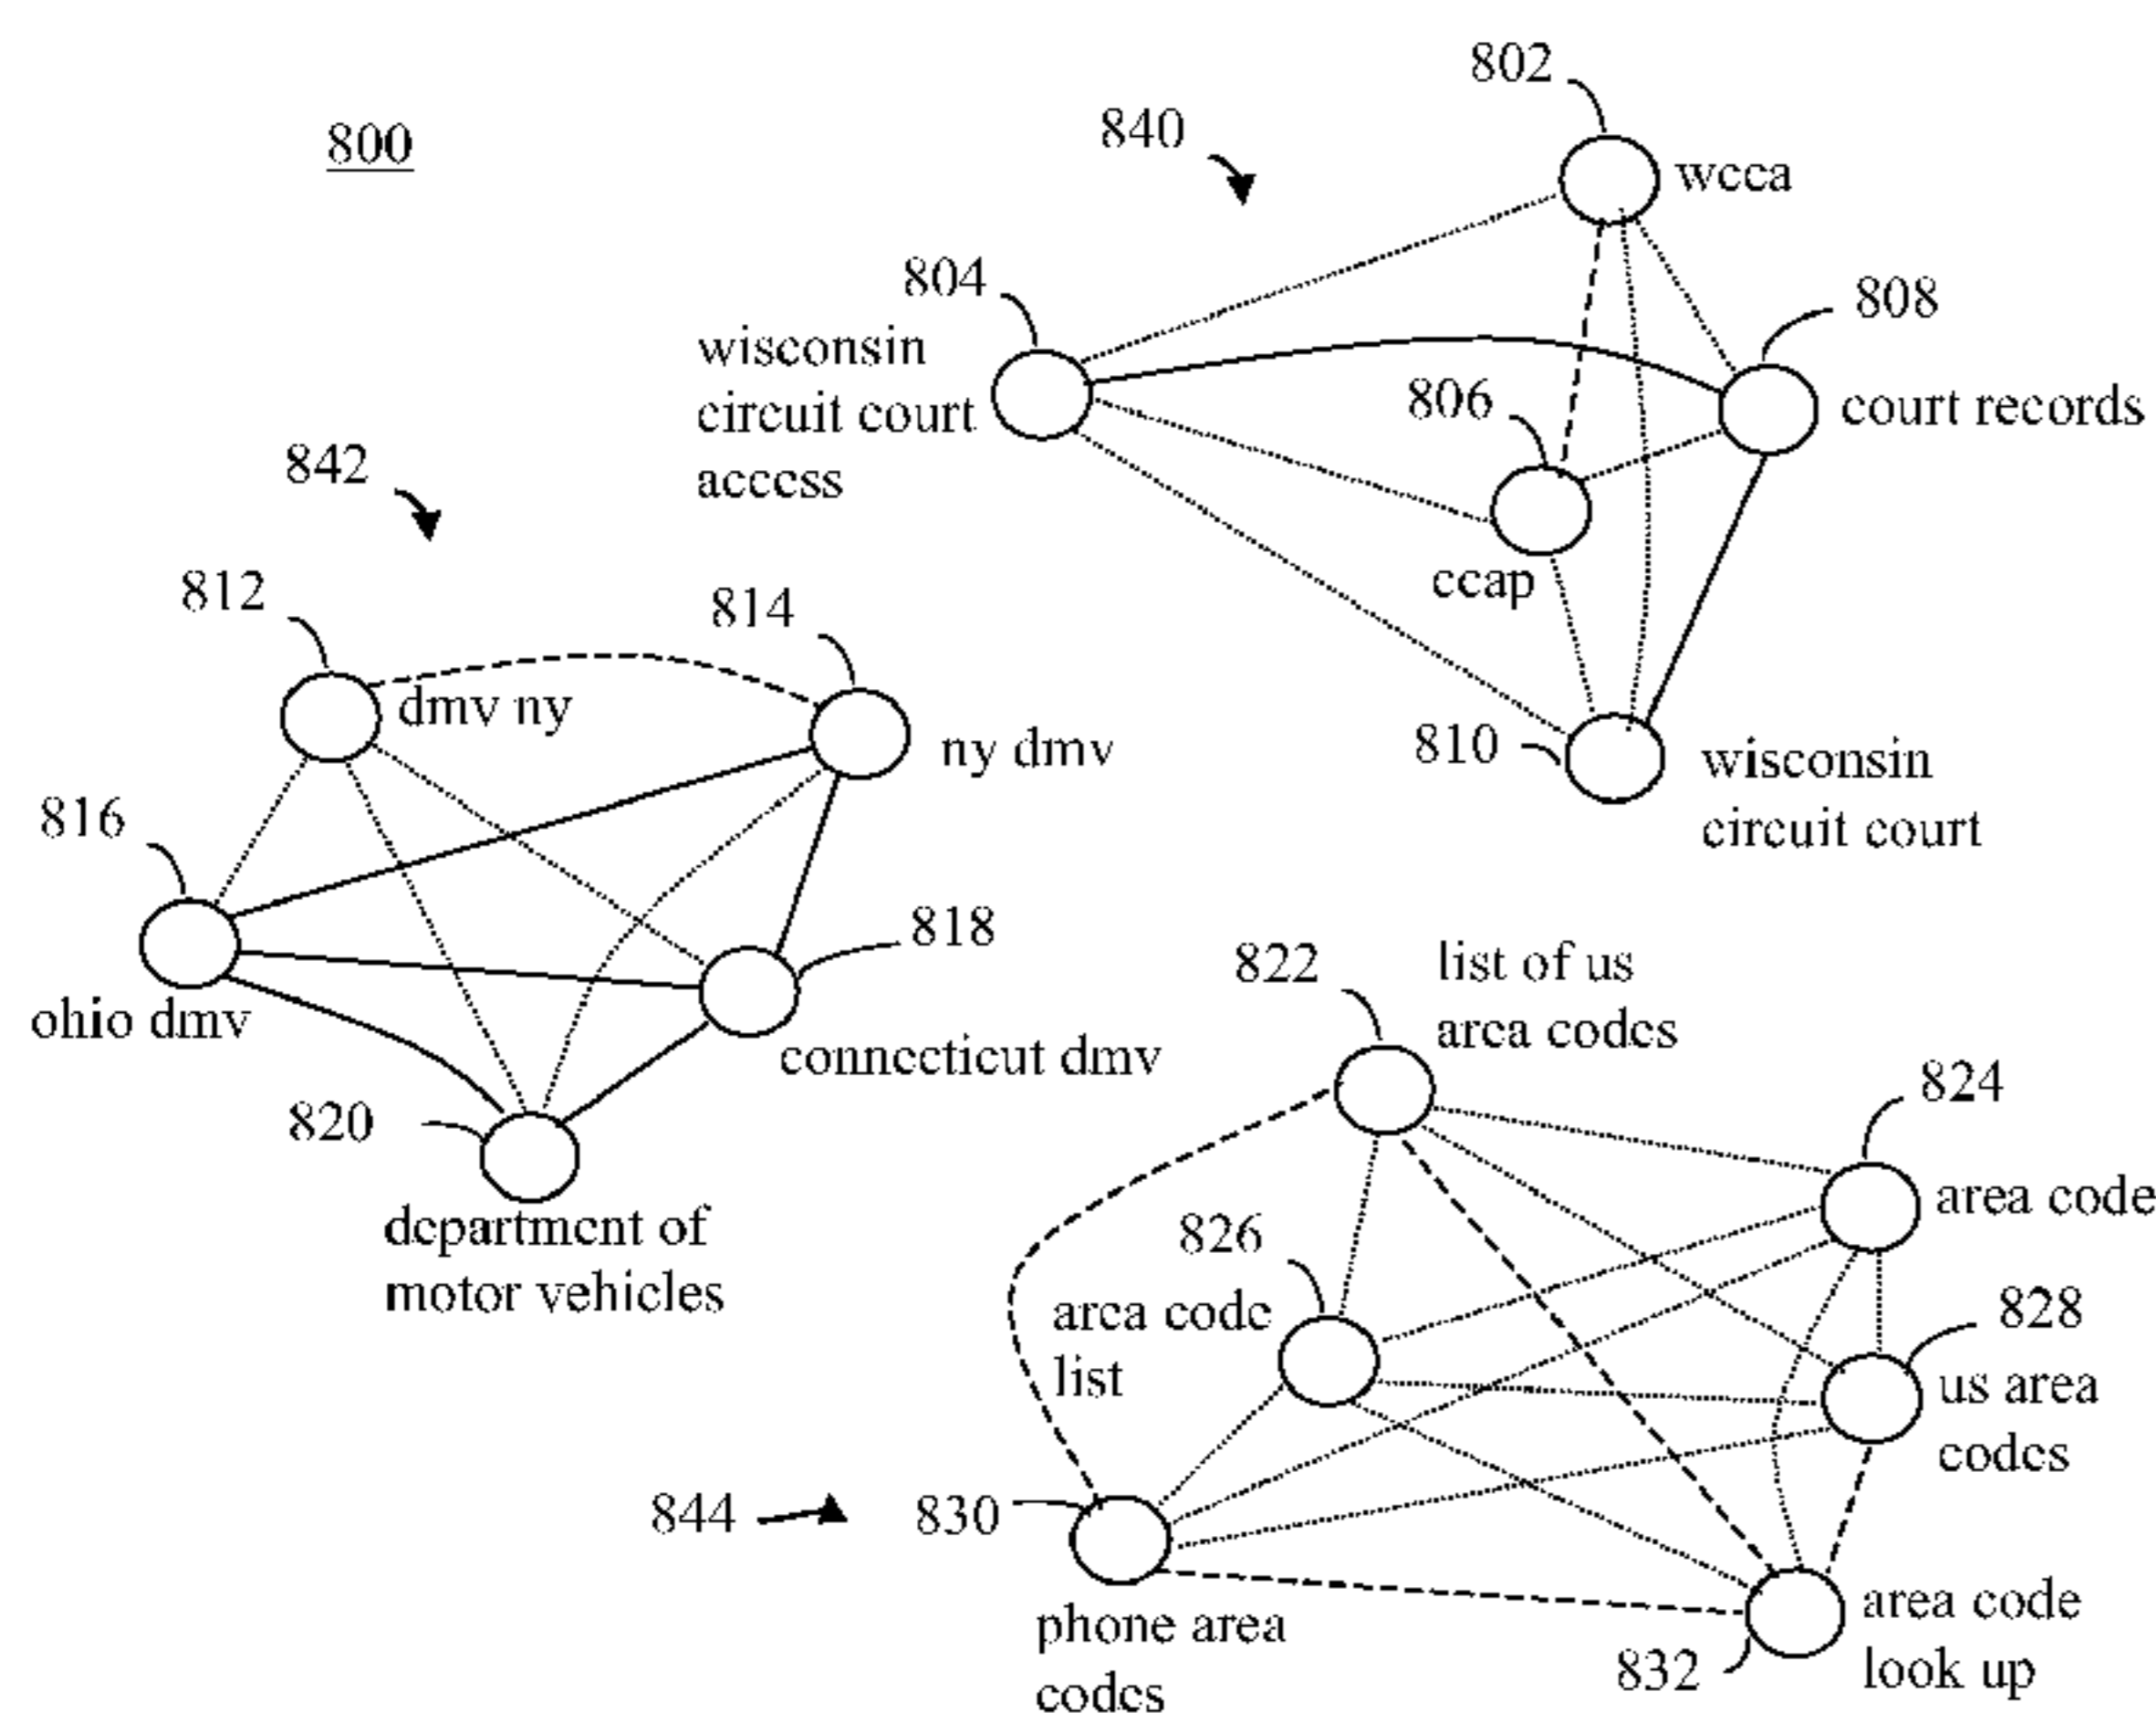 802
840
800
wcca
804
808
wisconsin
circuit court
access
806
court records
842
ccap
812
814
810
wisconsin
circuit court
dmv ny
ny dmv
816
818
822
list of us
area codes
ohio dmv
connecticut dmv
824
820
area code
department of
motor vehicles
826
area code
list
828
us area
codes
844
830
phone area
codes
832
area code
look up